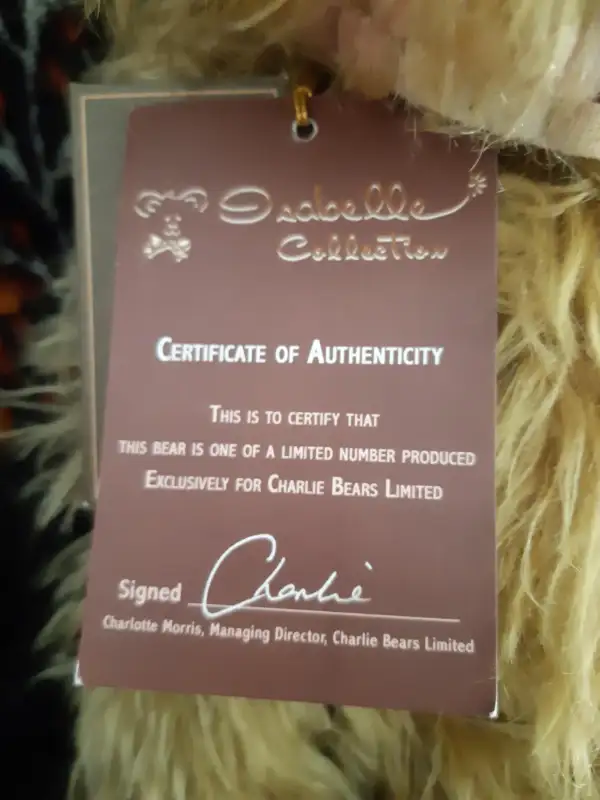 Isabelle
Collection
CERTIFICATE OF AUTHENTICITY
THIS IS TO CERTIFY THAT
THIS BEAR IS ONE OF A LIMITED NUMBER PRODUCED
EXCLUSIVELY FOR CHARLIE BEARS LIMITED
Signed Charlie
Charlotte Morris, Managing Director, Charlie Bears Limited